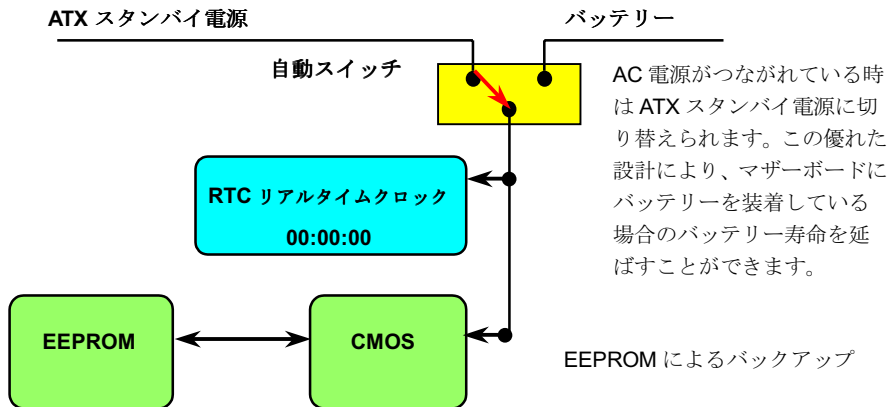 ATX スタンバイ電源
バッテリー
自動スイッチ
AC 電源がつながれている時
は ATX スタンバイ電源に切
り替えられます。この優れた
設計により、マザーボードに
バッテリーを装着している
場合のバッテリー寿命を延
ばすことができます。
RTC リアルタイムクロック
00:00:00
EEPROM
CMOS
EEPROM によるバックアップ